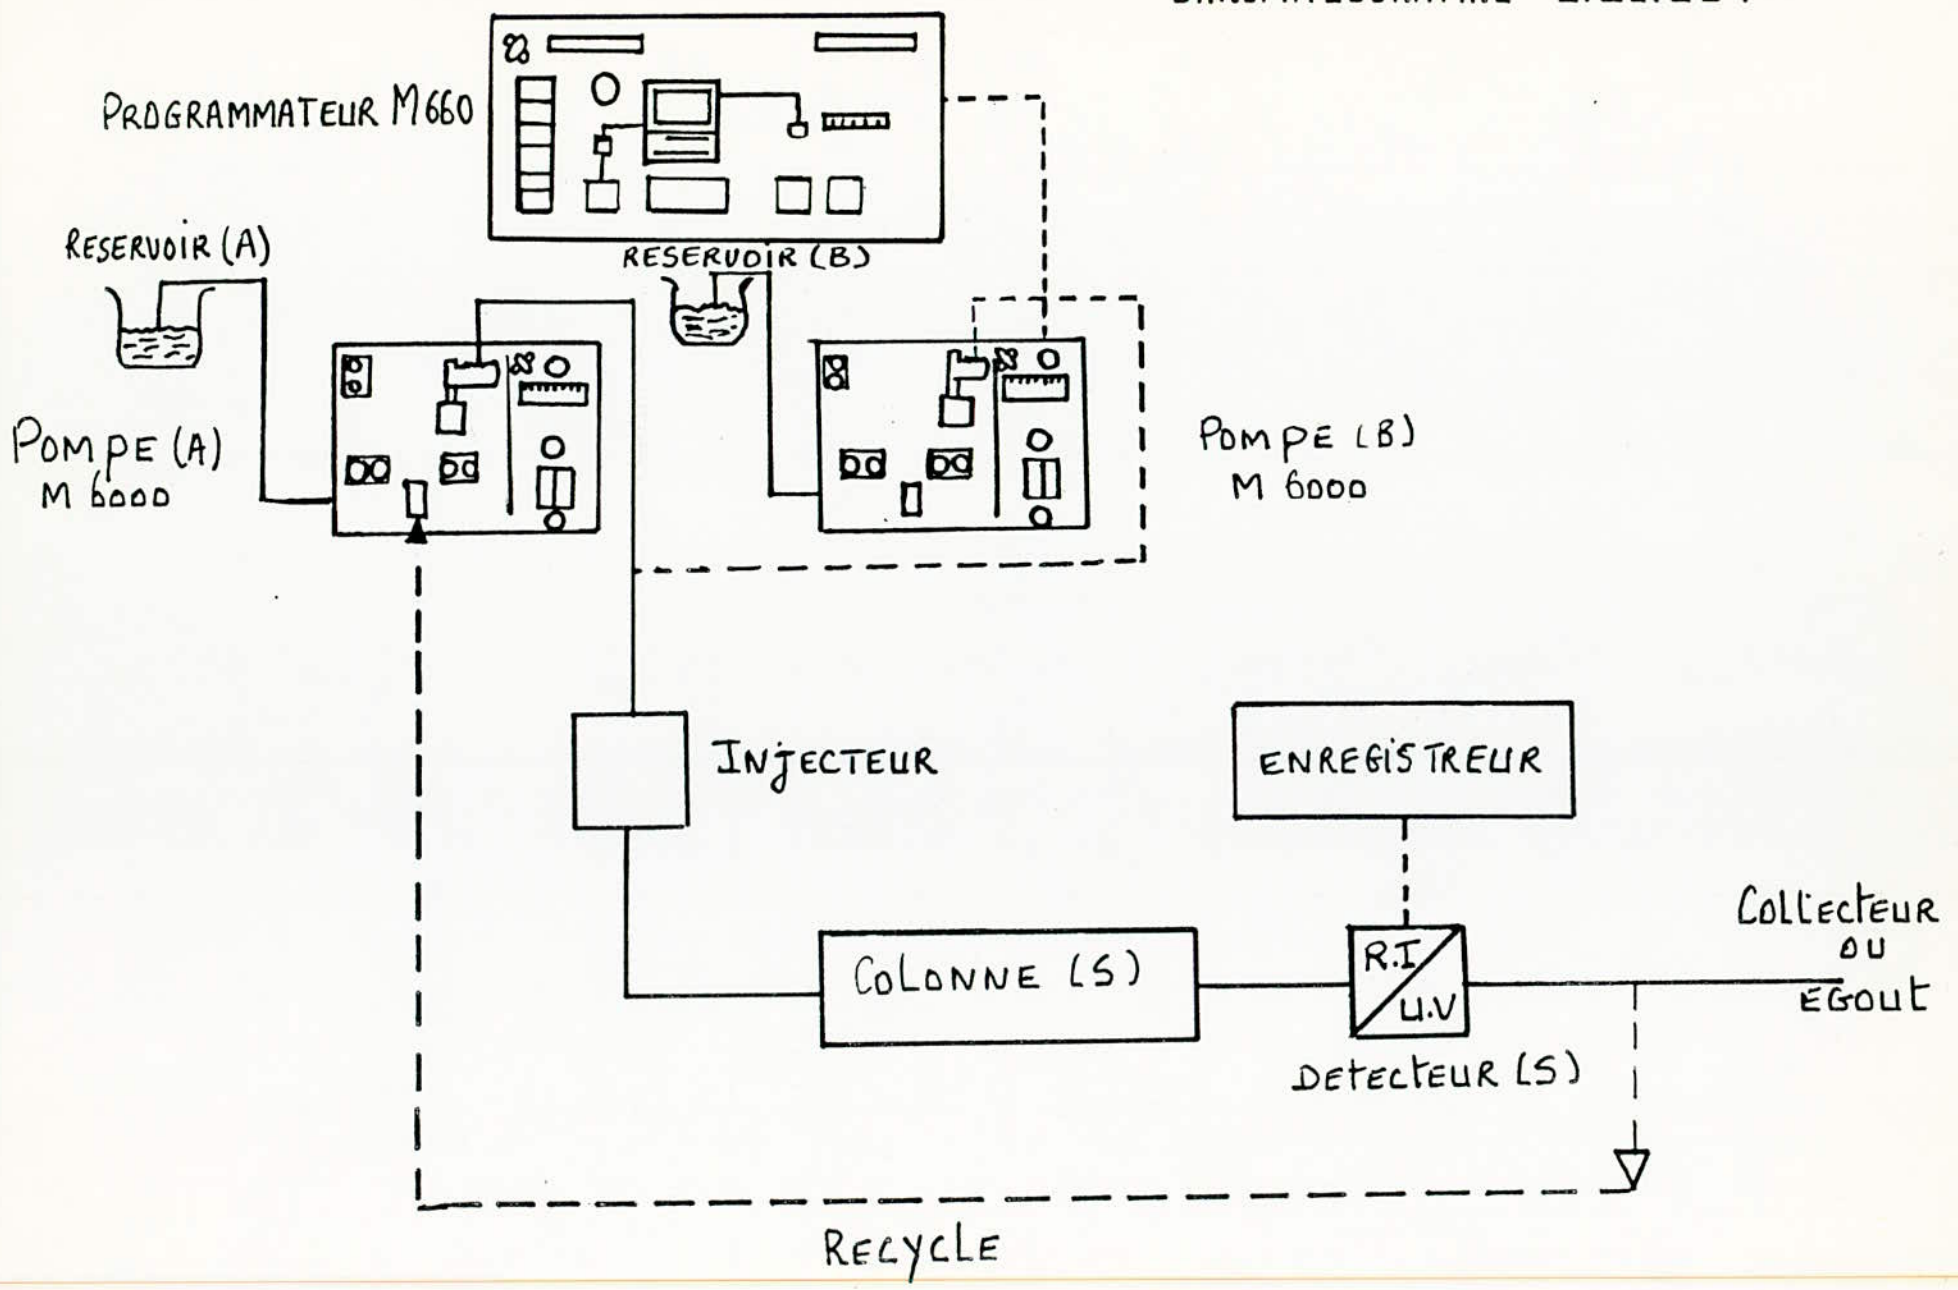 PROGRAMMATEUR M660
RESERVOIR (A)
RESERVOIR (B)
POMPE (A)
M 6000
POMPE (B)
M 6000
INJECTEUR
ENREGISTREUR
COLONNE (S)
R.I
U.V
COLLECTEUR
OU
EGOUT
DETECTEUR (S)
RECYCLE